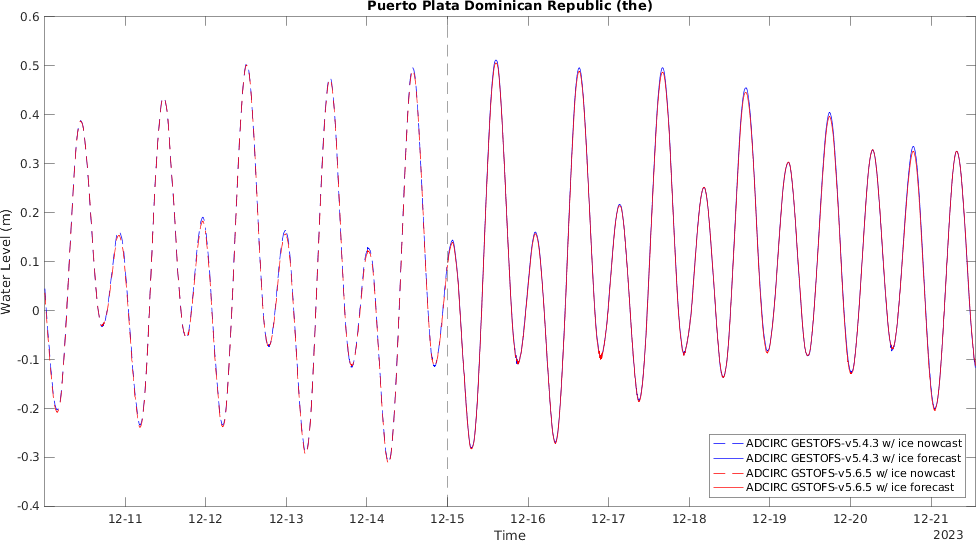 Puerto Plata Dominican Republic (the)
0.6
0.5
0.4
0.3
0.2
0.1
0
-0.1
-0.2
-0.3
-0.4
Water Level (m)
ADCIRC GESTOFS-v5.4.3 w/ ice nowcast
ADCIRC GESTOFS-v5.4.3 w/ ice forecast
ADCIRC GSTOFS-v5.6.5 w/ ice nowcast
ADCIRC GSTOFS-v5.6.5 w/ ice forecast
12-11 12-12 12-13 12-14 12-15 12-16 12-17 12-18 12-19 12-20 12-21
Time
2023